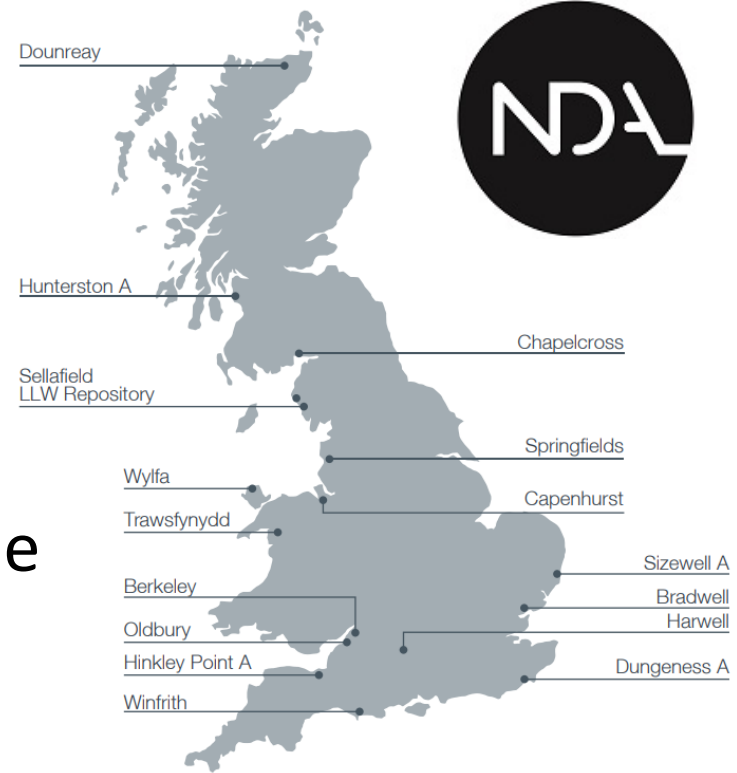 Dounreay
NDA
Hunterston A
Chapelcross
Sellafield
LLW Repository
Springfields
Wylfa
Capenhurst
Trawsfynydd
e
Sizewell A
Berkeley
Bradwell
Harwell
Oldbury
Hinkley Point A
Dungeness A
Winfrith